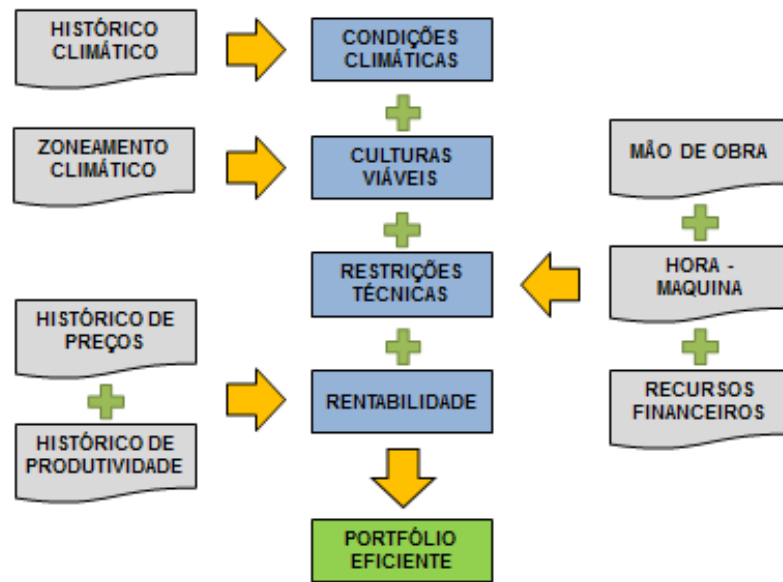 HISTÓRICO
CLIMÁTICO
CONDIÇÕES
CLIMÁTICAS
ZONEAMENTO
CLIMÁTICO
CULTURAS
VIÁVEIS
MÃO DE OBRA
RESTRIÇÕES
TÉCNICAS
HORA -
MAQUINA
HISTÓRICO DE
PREÇOS
HISTÓRICO DE
PRODUTIVIDADE
RENTABILIDADE
RECURSOS
FINANCEIROS
PORTFÓLIO
EFICIENTE